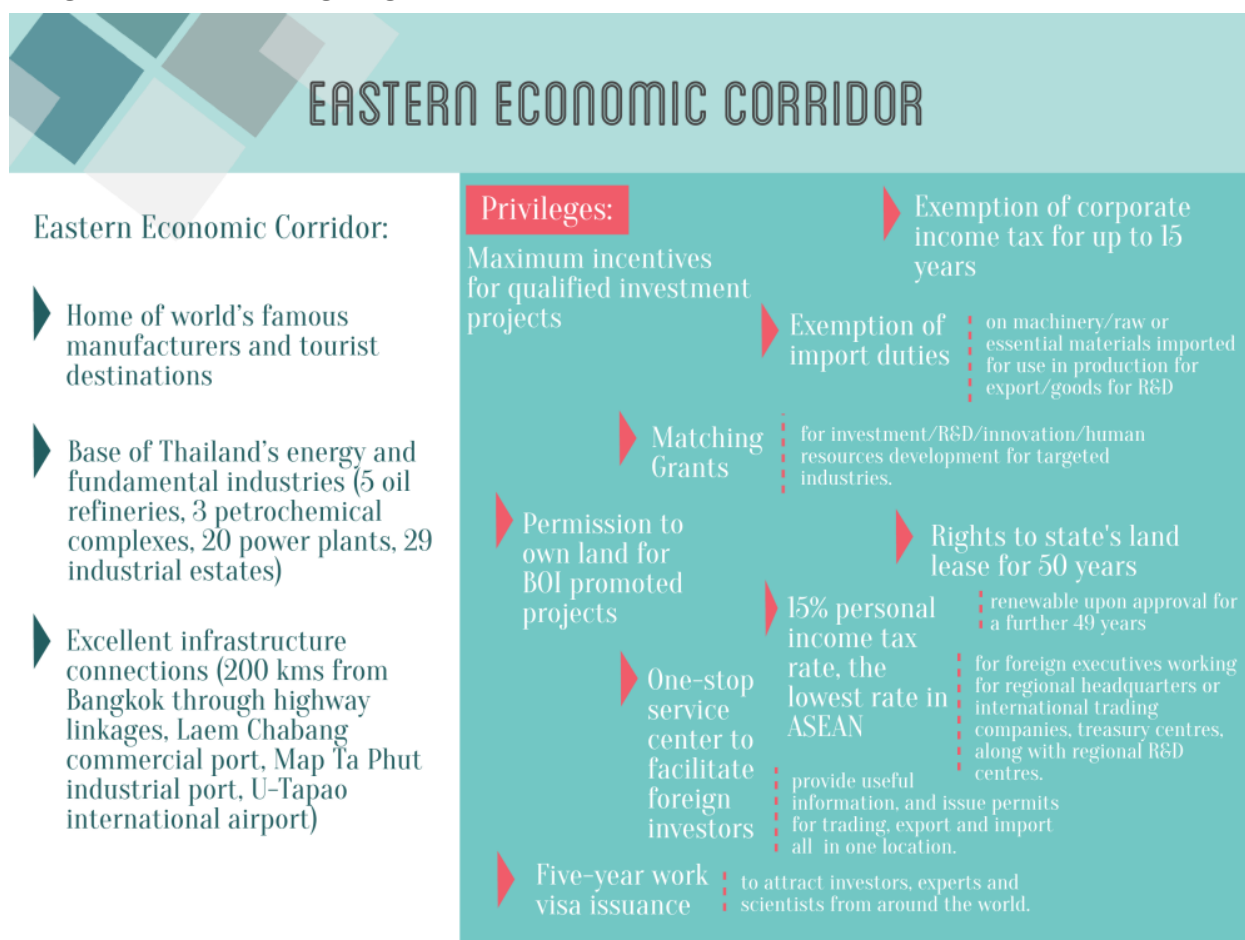 EASTERN ECONOMIC CORRIDOR
Eastern Economic Corridor:
Home of world's famous
manufacturers and tourist
destinations
Base of Thailand's energy and
fundamental industries (5 oil
refineries, 3 petrochemical
complexes, 20 power plants, 29
industrial estates)
Excellent infrastructure
connections (200 kms from
Bangkok through highway
linkages, Laem Chabang
commercial port, Map Ta Phut
industrial port, U-Tapao
international airport)
Privileges:
Maximum incentives
for qualified investment
projects
Exemption of corporate
income tax for up to 15
years
Exemption of
import duties
on machinery/raw or
essential materials imported
for use in production for
export/goods for R&D
Matching
Grants
for investment/R&D/innovation/human
resources development for targeted
industries.
Permission to
own land for
BOI promoted
projects
Rights to state's land
lease for 50 years
renewable upon approval for
a further 49 years
15% personal
income tax
rate, the
lowest rate in
ASEAN
for foreign executives working
for regional headquarters or
international trading
companies, treasury centres,
along with regional R&D
centres.
One-stop
service
center to
facilitate
foreign
investors
provide useful
information, and issue permits
for trading, export and import
all in one location.
Five-year work
visa issuance
to attract investors, experts and
scientists from around the world.